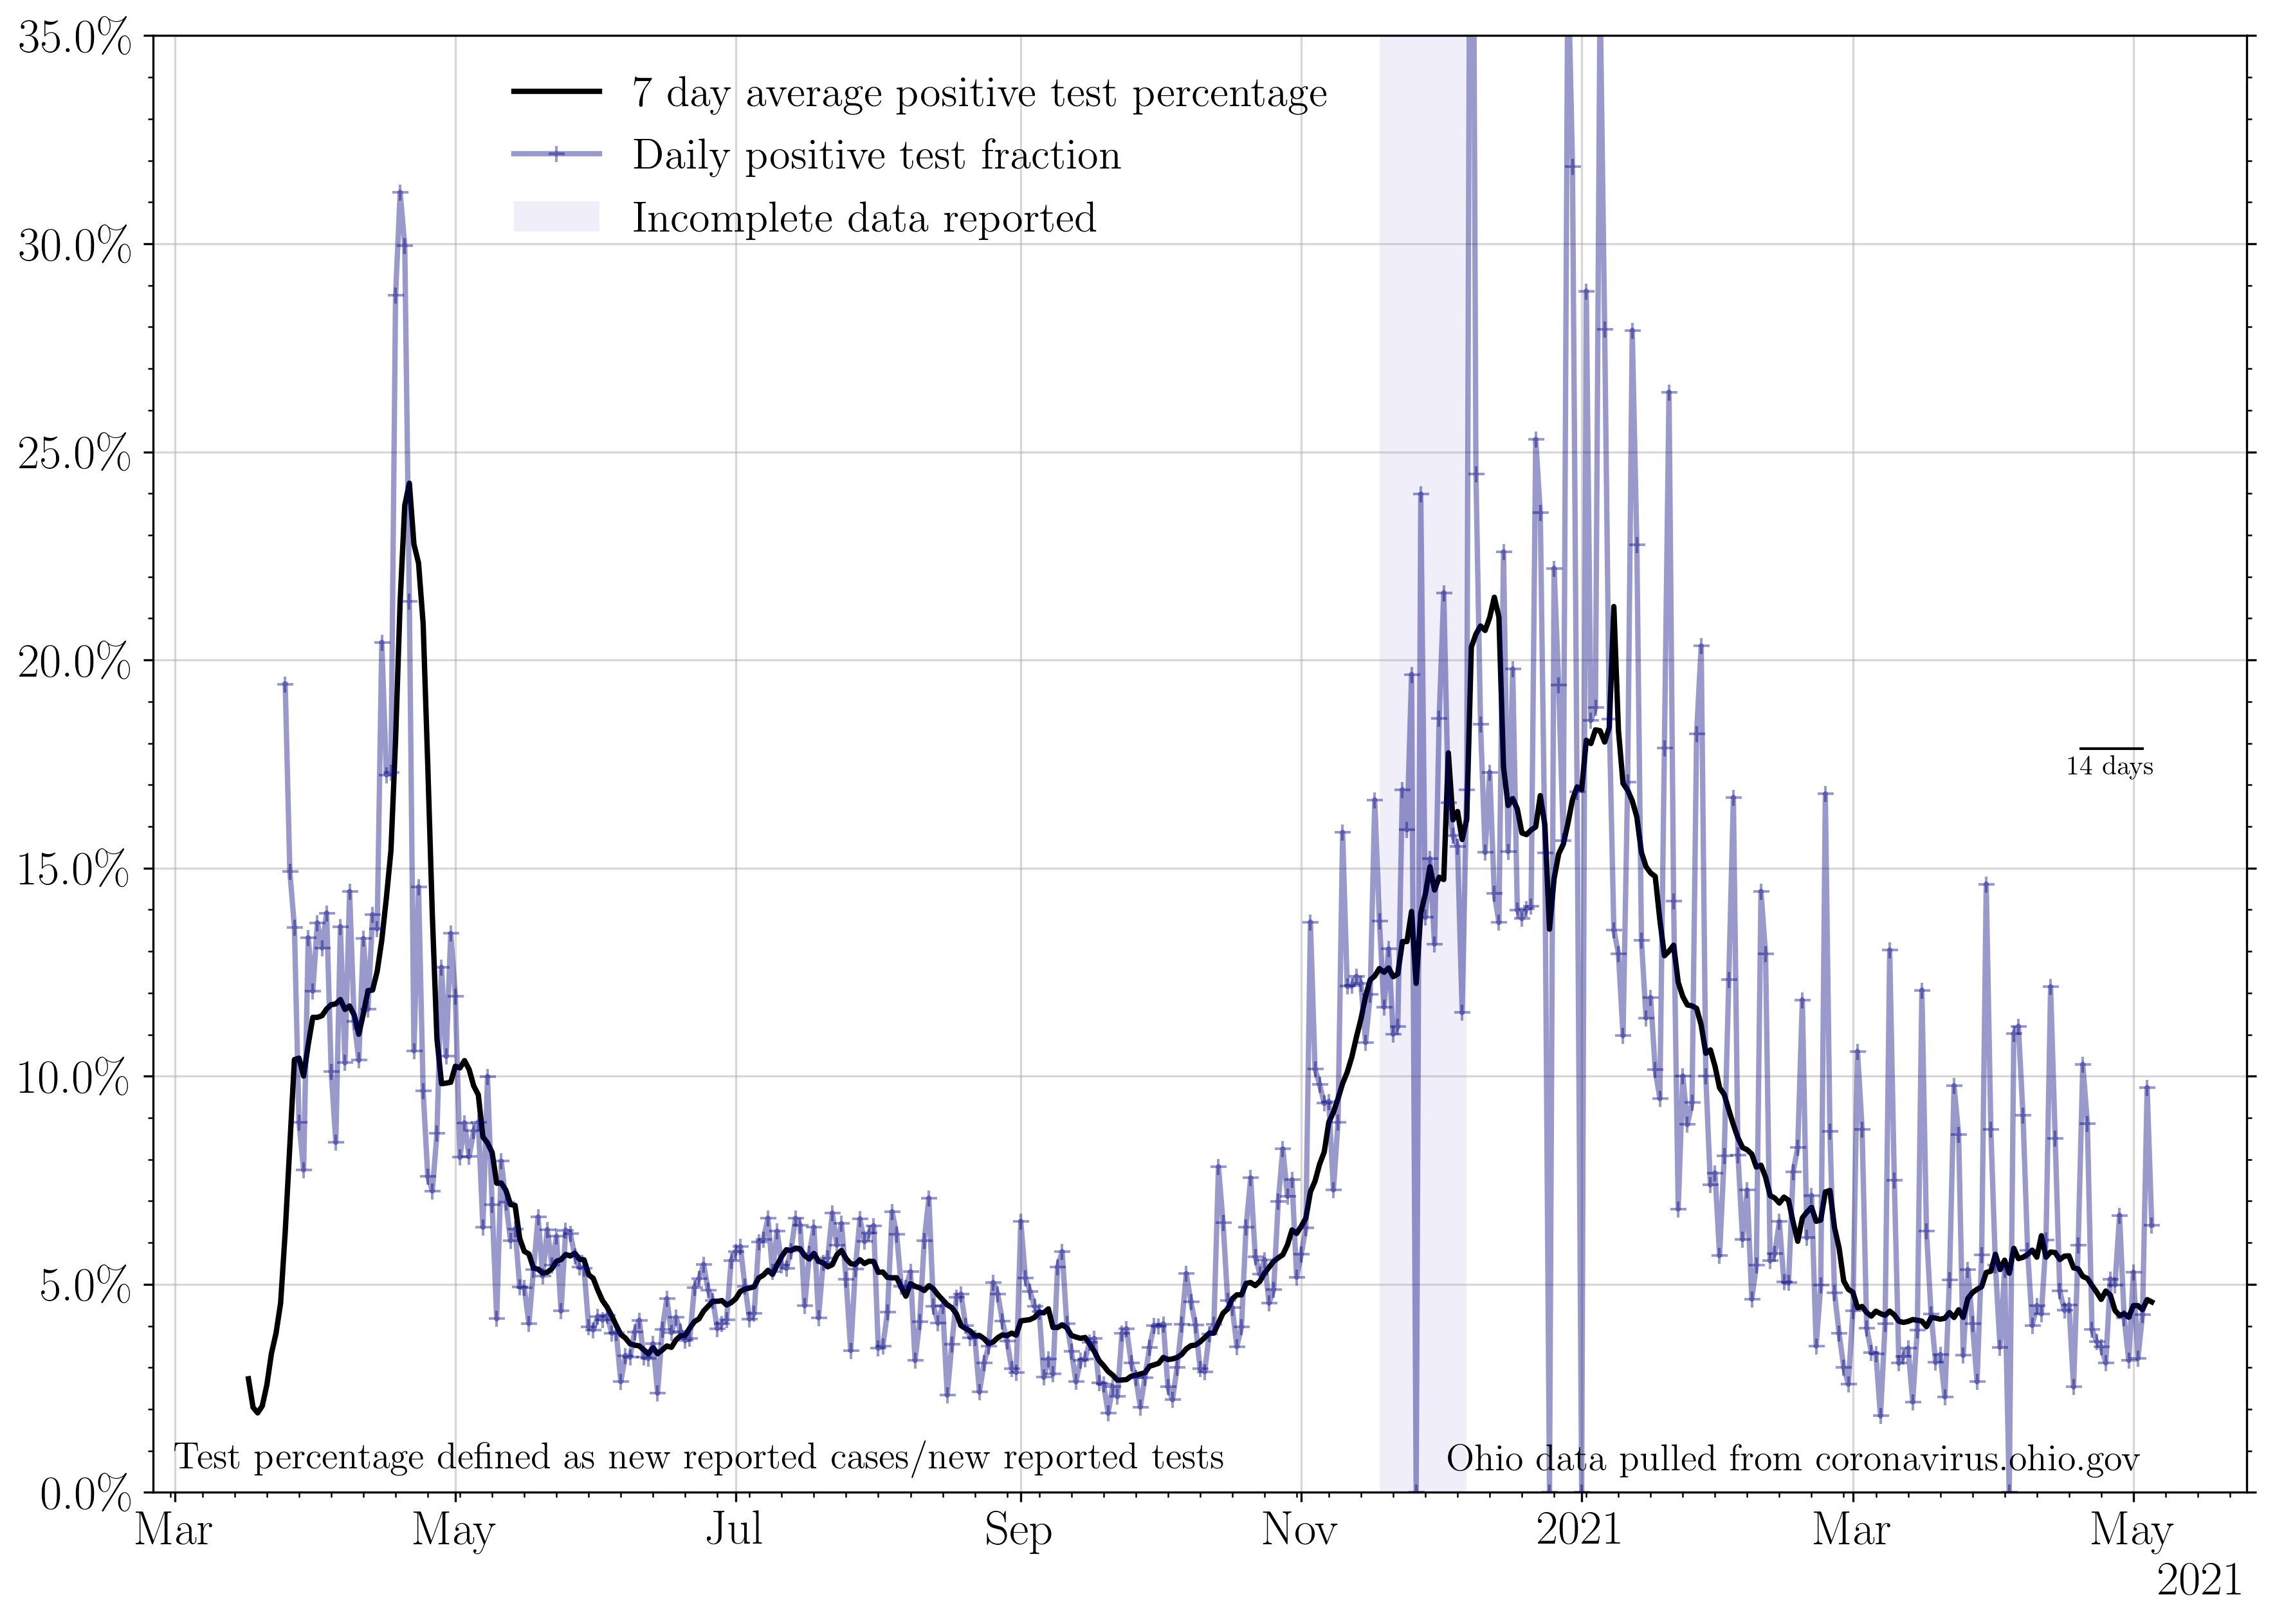 35.0%
30.0%
25.0%
20.0%
15.0%
10.0%
5.0%
0.0%
7 day average positive test percentage
Daily positive test fraction
Incomplete data reported
14 days
Test percentage defined as new reported cases/new reported tests
Ohio data pulled from coronavirus.ohio.gov
Mar May Jul Sep Nov 2021 Mar May
2021